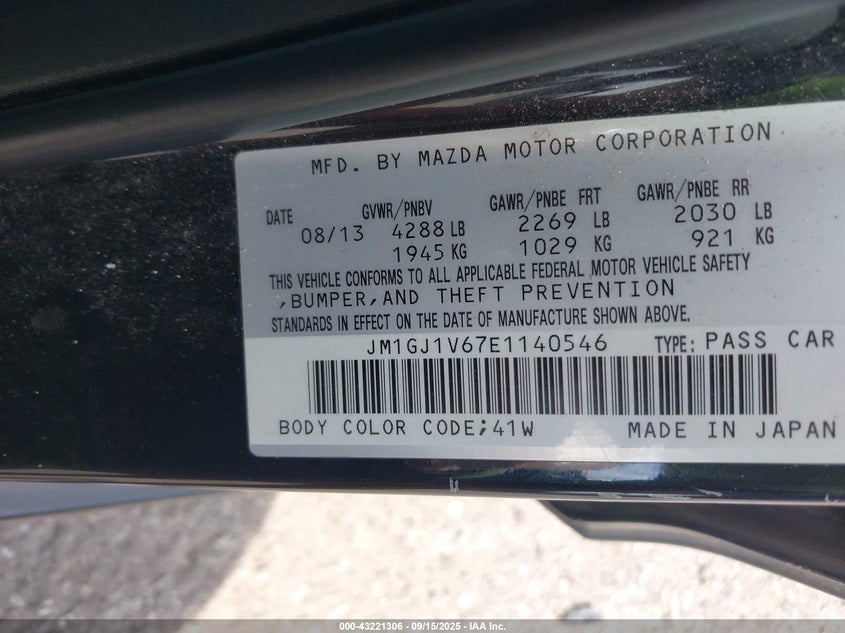 MFD. BY MAZDA MOTOR CORPORATION
DATE GVWR/PNBV GAWR/PNBE FRT GAWR/PNBE RR
08/13 4288 LB 2269 LB 2030 LB
1945 KG 1029 KG 921 KG
THIS VEHICLE CONFORMS TO ALL APPLICABLE FEDERAL MOTOR VEHICLE SAFETY
,BUMPER,AND THEFT PREVENTION
STANDARDS IN EFFECT ON THE DATE OF MANUFACTURE SHOWN ABOVE.
JM1GJ1V67E1140546 TYPE: PASS CAR
BODY COLOR CODE;41W MADE IN JAPAN
000-43221306 - 09/15/2025 - IAA Inc.